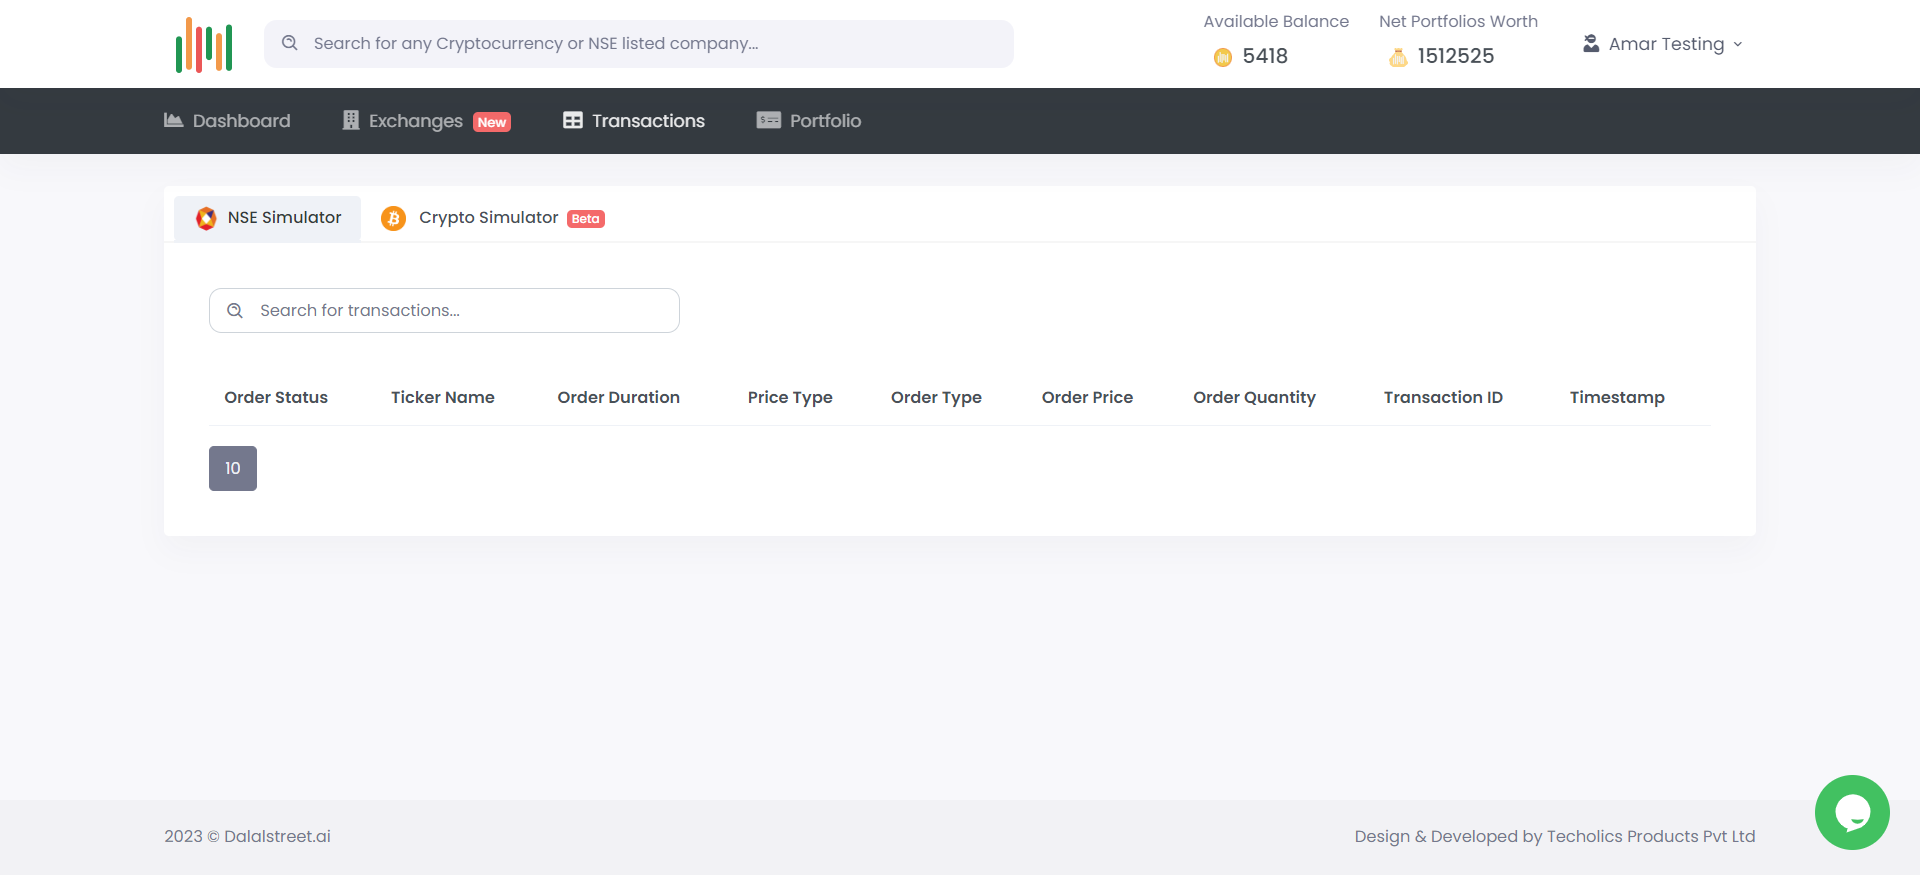 Search for any Cryptocurrency or NSE listed company...
Available Balance
5418
Net Portfolios Worth
1512525
Amar Testing
Dashboard
Exchanges New
Transactions
Portfolio
NSE Simulator
Crypto Simulator Beta
Search for transactions...
Order Status Ticker Name Order Duration Price Type Order Type Order Price Order Quantity Transaction ID Timestamp
10
2023 © Dalalstreet.ai
Design & Developed by Techolics Products Pvt Ltd